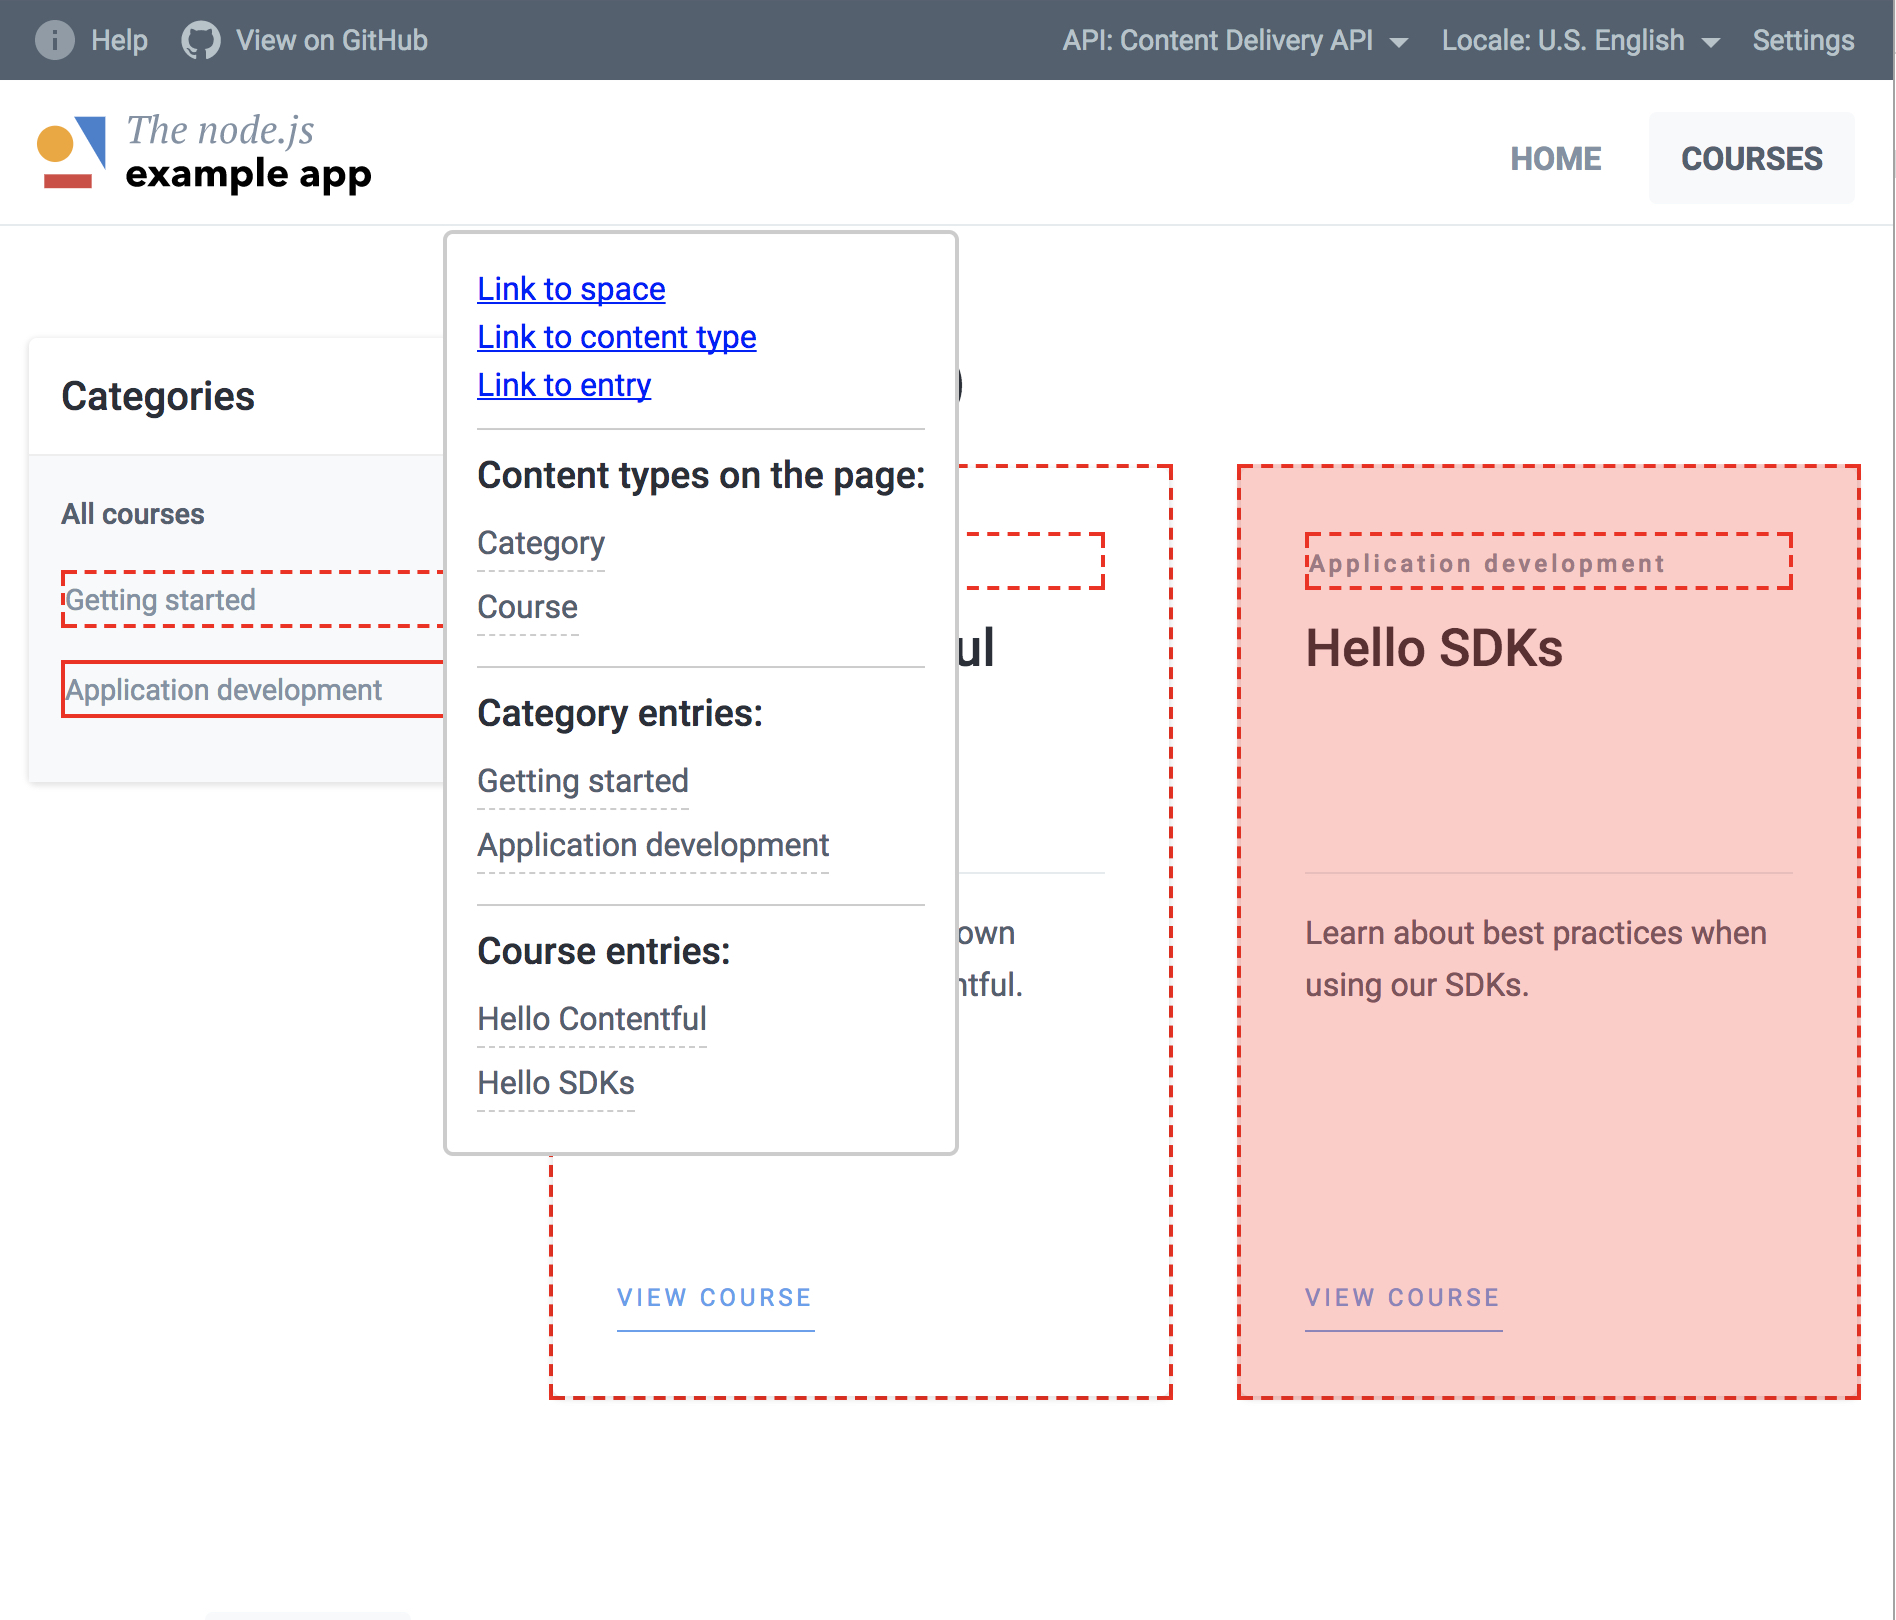 Help
View on GitHub
API: Content Delivery API
Locale: U.S. English
Settings
The node.js
example app
HOME
COURSES
Categories
All courses
Getting started
Application development
Link to space
Link to content type
Link to entry
Content types on the page:
Category
Course
Category entries:
Getting started
Application development
Course entries:
Hello Contentful
Hello SDKs
ul
own
ntful.
VIEW COURSE
Application development
Hello SDKs
Learn about best practices when
using our SDKs.
VIEW COURSE